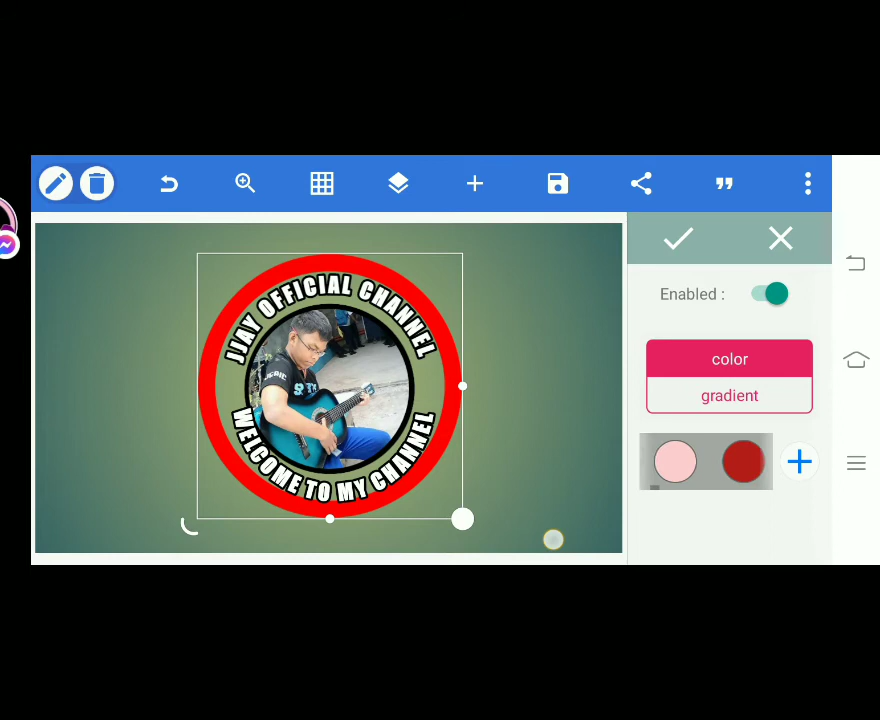 Enabled :
JJAY OFFICIAL CHANNEL
WELCOME TO MY CHANNEL
color
gradient